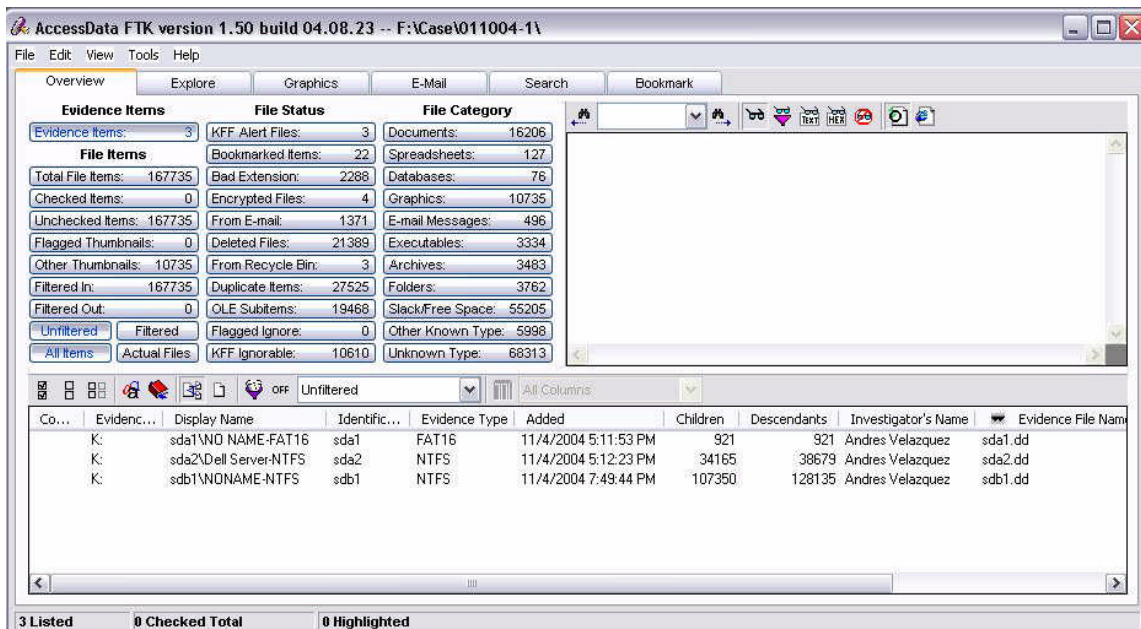 AccessData FTK version 1.50 build 04.08.23 -- F:\Case\011004-1\
File Edit View Tools Help
Overview Explore Graphics E-Mail Search Bookmark
Evidence Items File Status File Category
Evidence Items: 3 KFF Alert Files: 3 Documents: 16206
File Items Bookmarked Items: 22 Spreadsheets: 127
Total File Items: 167735 Bad Extension: 2288 Databases: 76
Checked Items: 0 Encrypted Files: 4 Graphics: 10735
Unchecked Items: 167735 From E-mail: 1371 E-mail Messages: 496
Flagged Thumbnails: 0 Deleted Files: 21389 Executables: 3334
Other Thumbnails: 10735 From Recycle Bin: 3 Archives: 3483
Filtered In: 167735 Duplicate Items: 27525 Folders: 3762
Filtered Out: 0 OLE Subitems: 19468 Slack/Free Space: 55205
Unfiltered Filtered Flagged Ignore: 0 Other Known Type: 5998
All Items Actual Files KFF Ignorable: 10610 Unknown Type: 68313
TEXT HEX
OFF Unfiltered All Columns
Co... Evidenc... Display Name Identific... Evidence Type Added Children Descendants Investigator's Name Evidence File Nam
K: sda1\NO NAME-FAT16 sda1 FAT16 11/4/2004 5:11:53 PM 921 921 Andres Velazquez sda1.dd
K: sda2\Dell Server-NTFS sda2 NTFS 11/4/2004 5:12:23 PM 34165 38679 Andres Velazquez sda2.dd
K: sdb1\NONAME-NTFS sdb1 NTFS 11/4/2004 7:49:44 PM 107350 128135 Andres Velazquez sdb1.dd
3 Listed 0 Checked Total 0 Highlighted